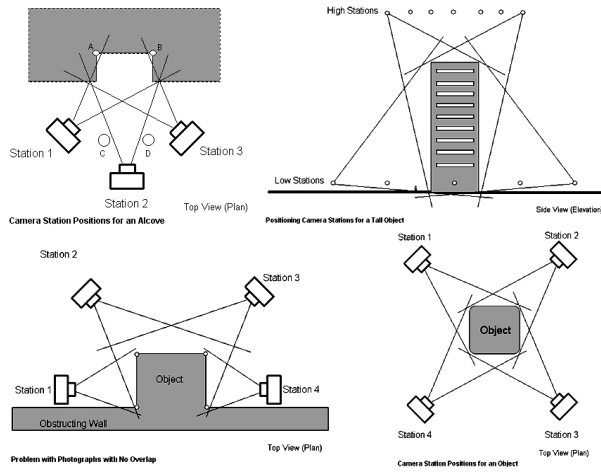 A
B
Station 1
C
D
Station 3
Station 2
Top View (Plan)
Camera Station Positions for an Alcove
High Stations
Low Stations
Side View (Elevation
Positioning Camera Stations for a Tall Object
Station 2
Station 3
Station 1
Object
Station 4
Obstructing Wall
Top View (Plan)
Problem with Photographs with No Overlap
Station 1
Station 2
Object
Station 4
Station 3
Top View (Plan)
Camera Station Positions for an Object